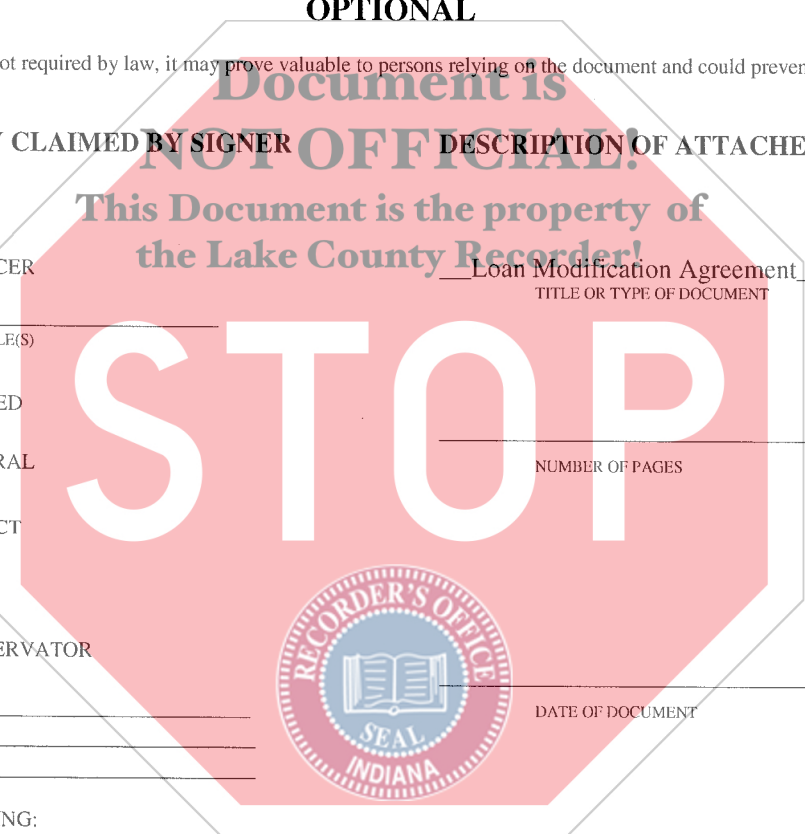 OPTIONAL
ot required by law, it may prove valuable to persons relying on the document and could preven
Document is
Y CLAIMED BY SIGNER DESCRIPTION OF ATTACHE
NOT OFFICIAL!
This Document is the property of
the Lake County Recorder!
CER
Loan Modification Agreement
TITLE OR TYPE OF DOCUMENT
LE(S)
STOP
ED
RAL
NUMBER OF PAGES
CT
RECORDER'S OFFICE
ERVATOR
DATE OF DOCUMENT
SEAL
INDIANA
NG: